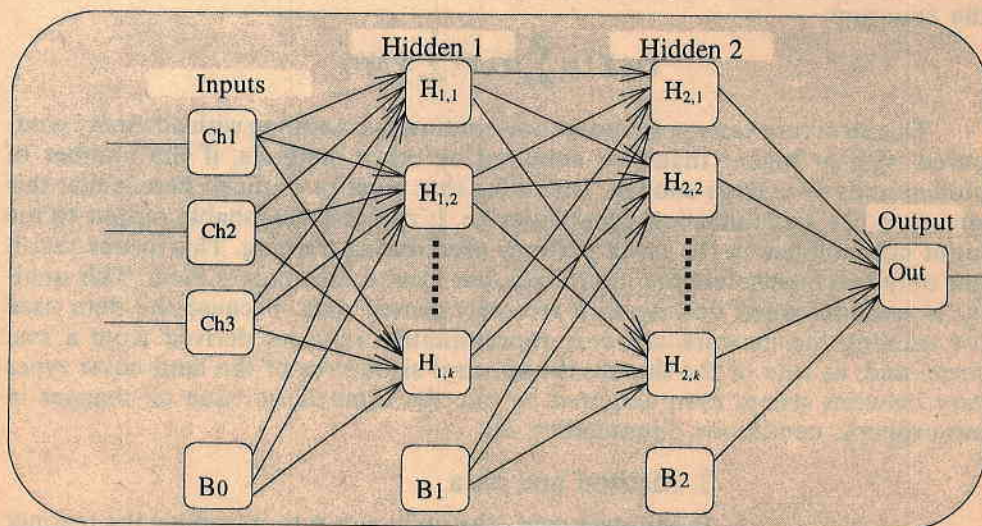 Hidden 1
Hidden 2
Inputs
Output
Ch1
Ch2
Ch3
B0
H1,1
H1,2
H1,k
B1
H2,1
H2,2
H2,k
B2
Out